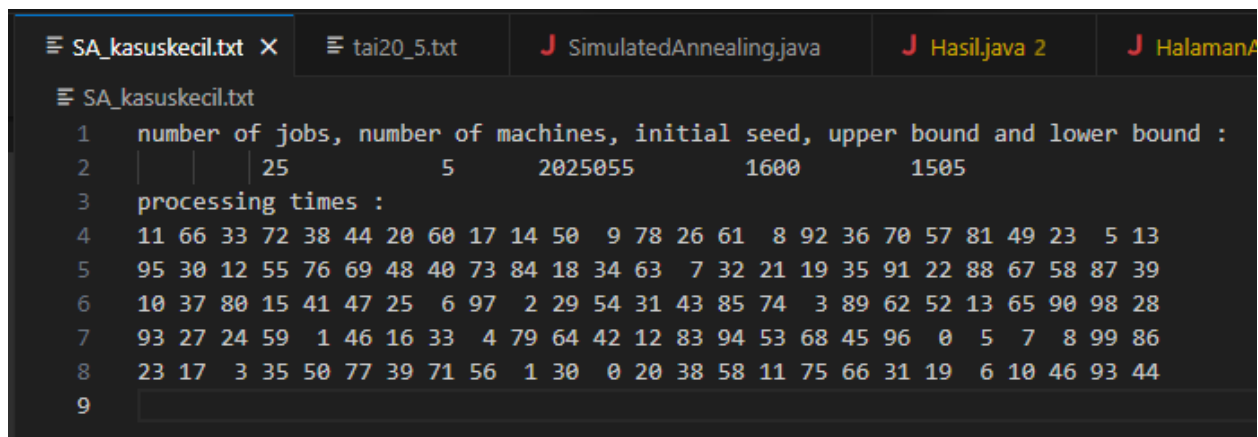 SA_kasuskecil.txt × tai20_5.txt J SimulatedAnnealing.java J Hasil.java 2 J HalamanA
SA_kasuskecil.txt
1 number of jobs, number of machines, initial seed, upper bound and lower bound :
2 25 5 2025055 1600 1505
3 processing times :
4 11 66 33 72 38 44 20 60 17 14 50 9 78 26 61 8 92 36 70 57 81 49 23 5 13
5 95 30 12 55 76 69 48 40 73 84 18 34 63 7 32 21 19 35 91 22 88 67 58 87 39
6 10 37 80 15 41 47 25 6 97 2 29 54 31 43 85 74 3 89 62 52 13 65 90 98 28
7 93 27 24 59 1 46 16 33 4 79 64 42 12 83 94 53 68 45 96 0 5 7 8 99 86
8 23 17 3 35 50 77 39 71 56 1 30 0 20 38 58 11 75 66 31 19 6 10 46 93 44
9